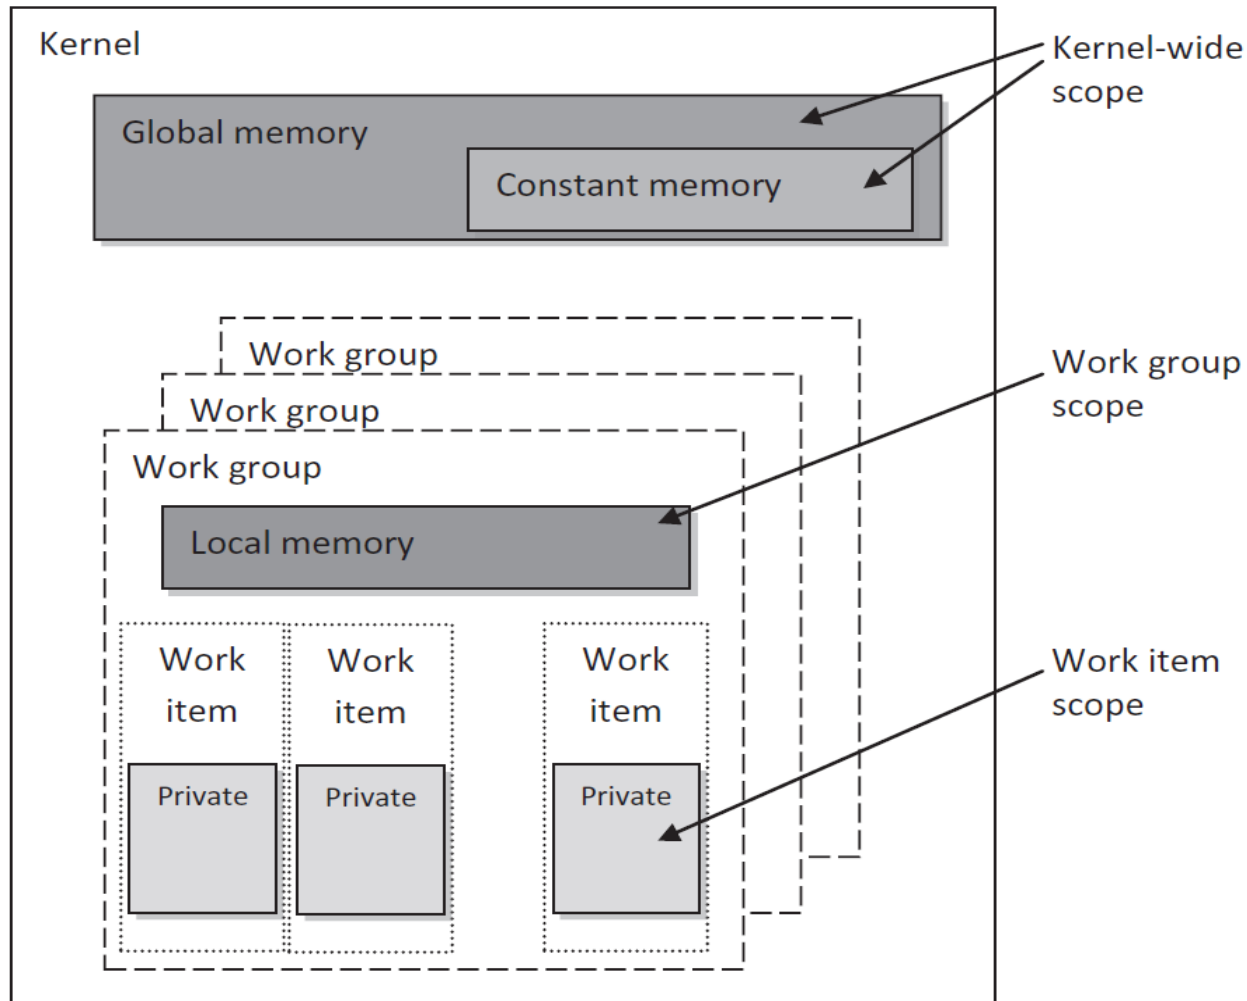 Kernel
Kernel-wide
scope
Global memory
Constant memory
Work group
Work group
Work group
Work group
scope
Local memory
Work
item
Work
item
Work
item
Work item
scope
Private
Private
Private